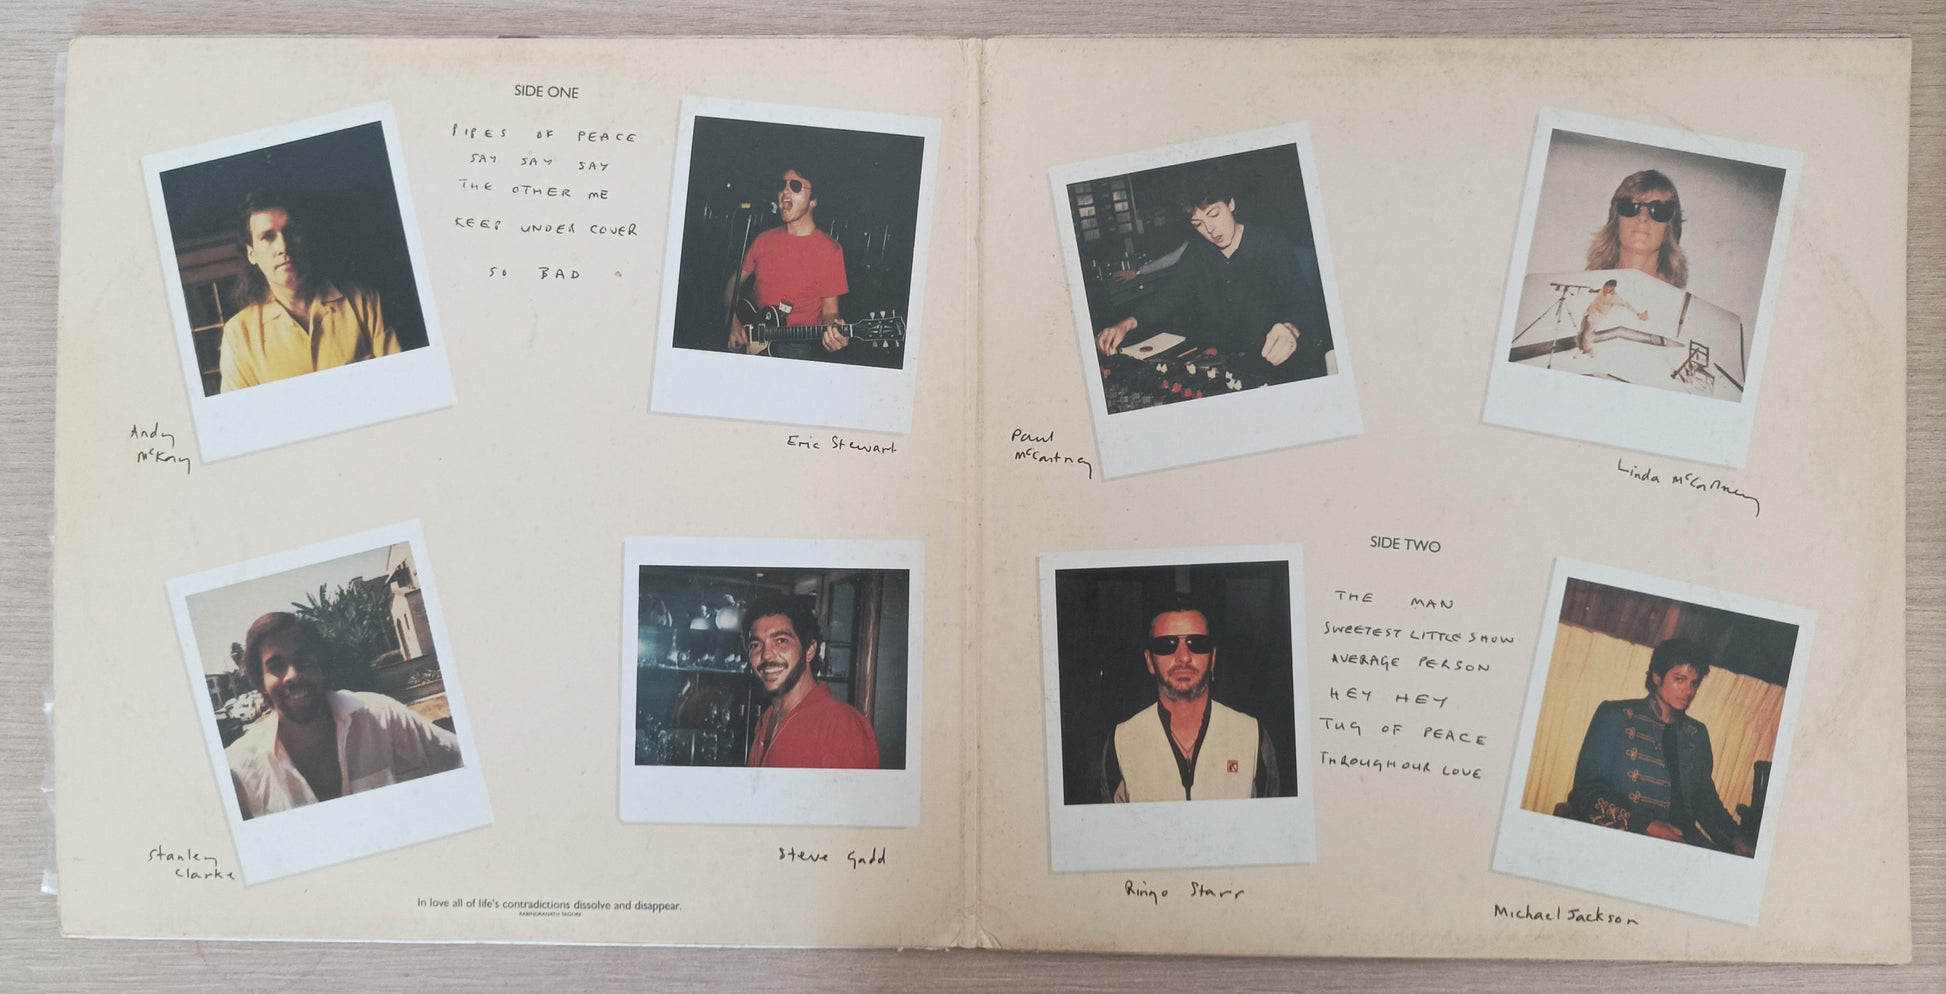 SIDE ONE
PIPES OF PEACE
SAY SAY SAY
THE OTHER ME
KEEP UNDER COVER
SO BAD
Andy
McKay
Eric Stewart
Stanley
Clarke
Steve Gadd
In love all of life's contradictions dissolve and disappear.
RABINDRANATH TAGORE
Paul
McCartney
Linda McCartney
SIDE TWO
THE MAN
SWEETEST LITTLE SHOW
AVERAGE PERSON
HEY HEY
TUG OF PEACE
THROUGH OUR LOVE
Ringo Starr
Michael Jackson